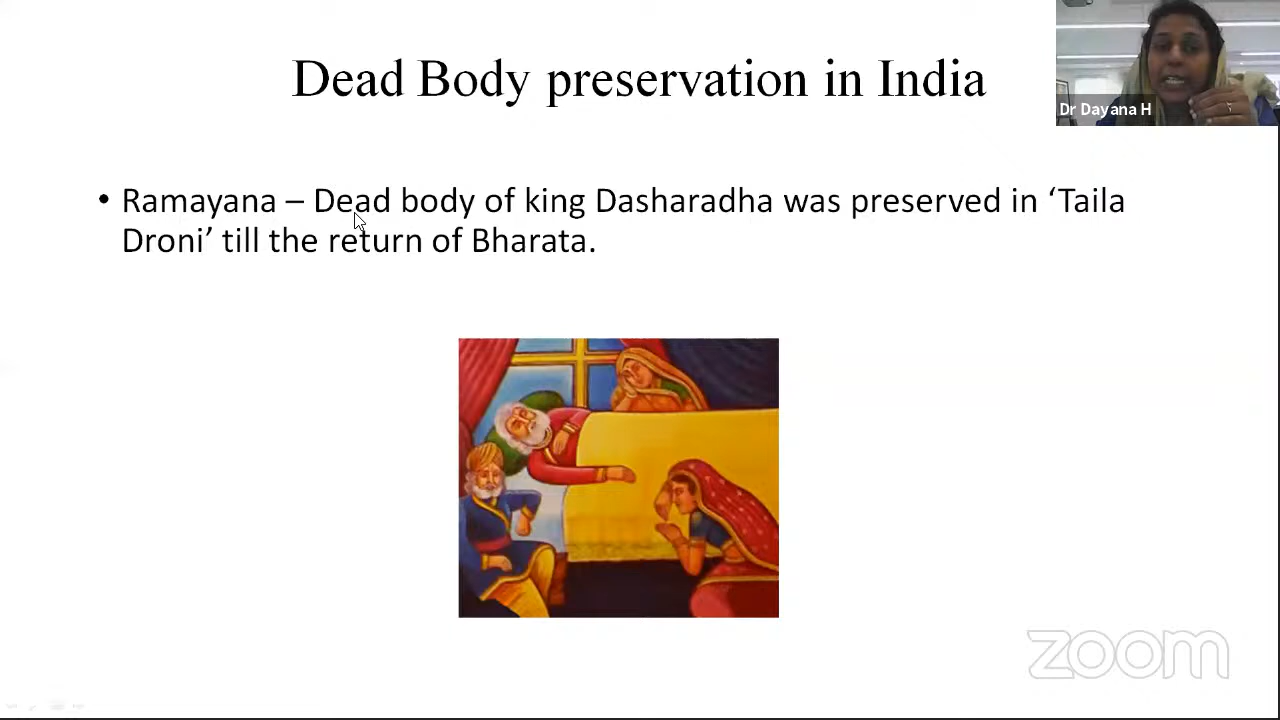 Dead Body preservation in India
Dr Dayana H
• Ramayana – Dead body of king Dasharadha was preserved in ‘Taila
Droni’ till the return of Bharata.
zoom